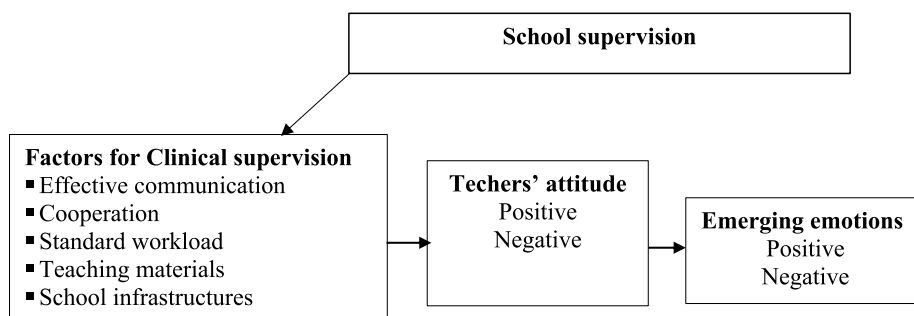 School supervision
Factors for Clinical supervision
▪ Effective communication
▪ Cooperation
▪ Standard workload
▪ Teaching materials
▪ School infrastructures
Techers’ attitude
Positive
Negative
Emerging emotions
Positive
Negative